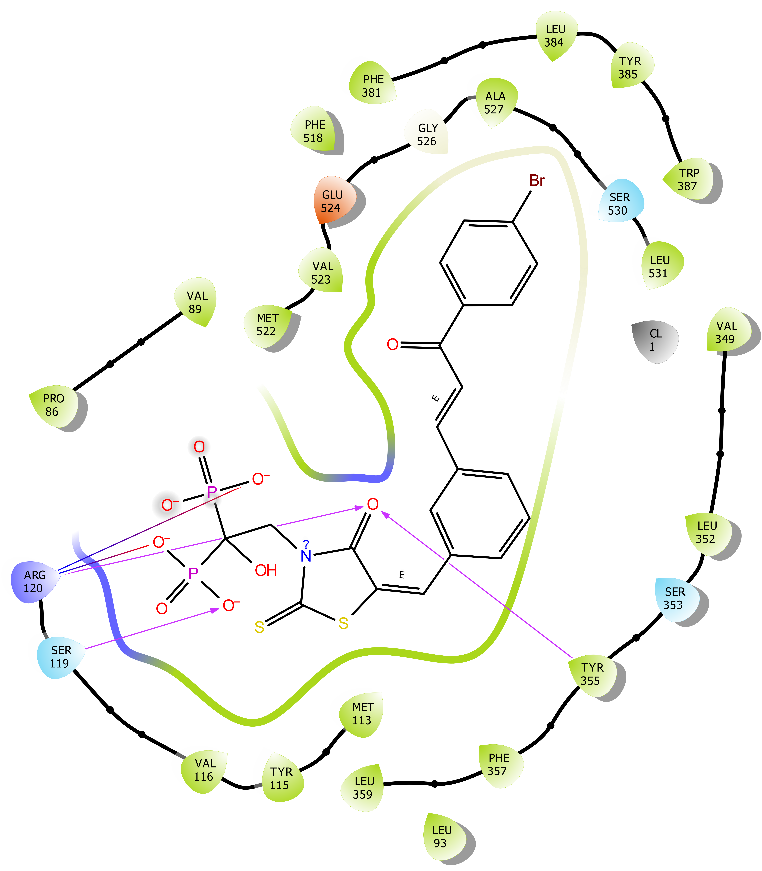 LEU
384
TYR
385
PHE
381
ALA
527
PHE
518
GLY
526
TRP
387
Br
GLU
524
SER
530
VAL
523
LEU
531
VAL
89
MET
522
CL
1
VAL
349
O
PRO
86
E
O
P
O⁻
O⁻
O
LEU
352
O⁻
?
N
P
OH
E
ARG
120
SER
353
O
O⁻
S
S
SER
119
TYR
355
MET
113
VAL
116
TYR
115
PHE
357
LEU
359
LEU
93